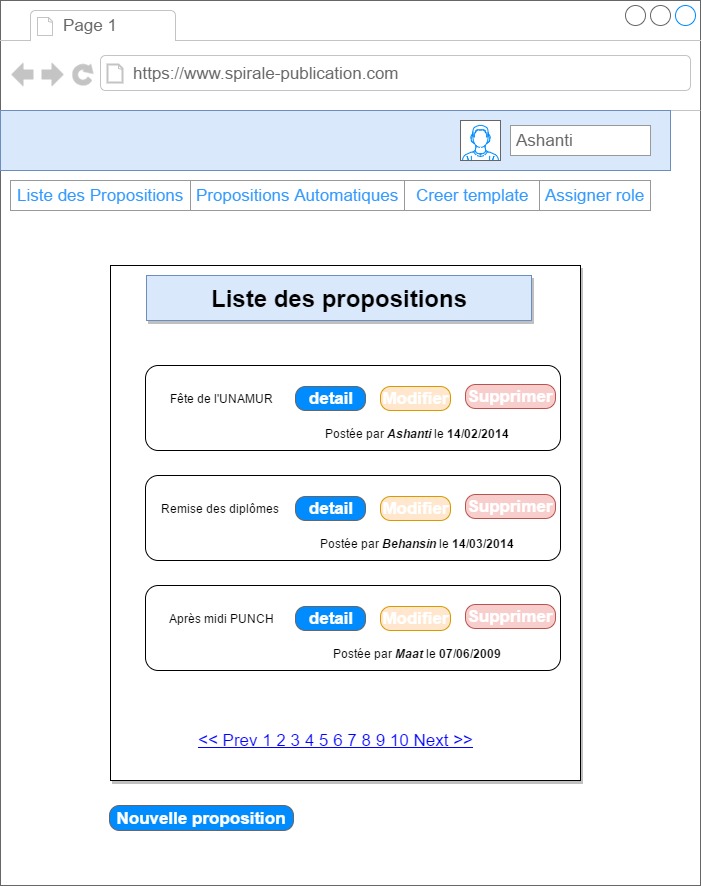 Page 1
https://www.spirale-publication.com
Ashanti
Liste des Propositions Propositions Automatiques Creer template Assigner role
Liste des propositions
Fête de l'UNAMUR detail Modifier Supprimer
Postée par Ashanti le 14/02/2014
Remise des diplômes detail Modifier Supprimer
Postée par Behansin le 14/03/2014
Après midi PUNCH detail Modifier Supprimer
Postée par Maat le 07/06/2009
<< Prev 1 2 3 4 5 6 7 8 9 10 Next >>
Nouvelle proposition